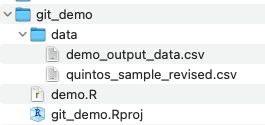 git_demo
data
demo_output_data.csv
quintos_sample_revised.csv
demo.R
git_demo.Rproj